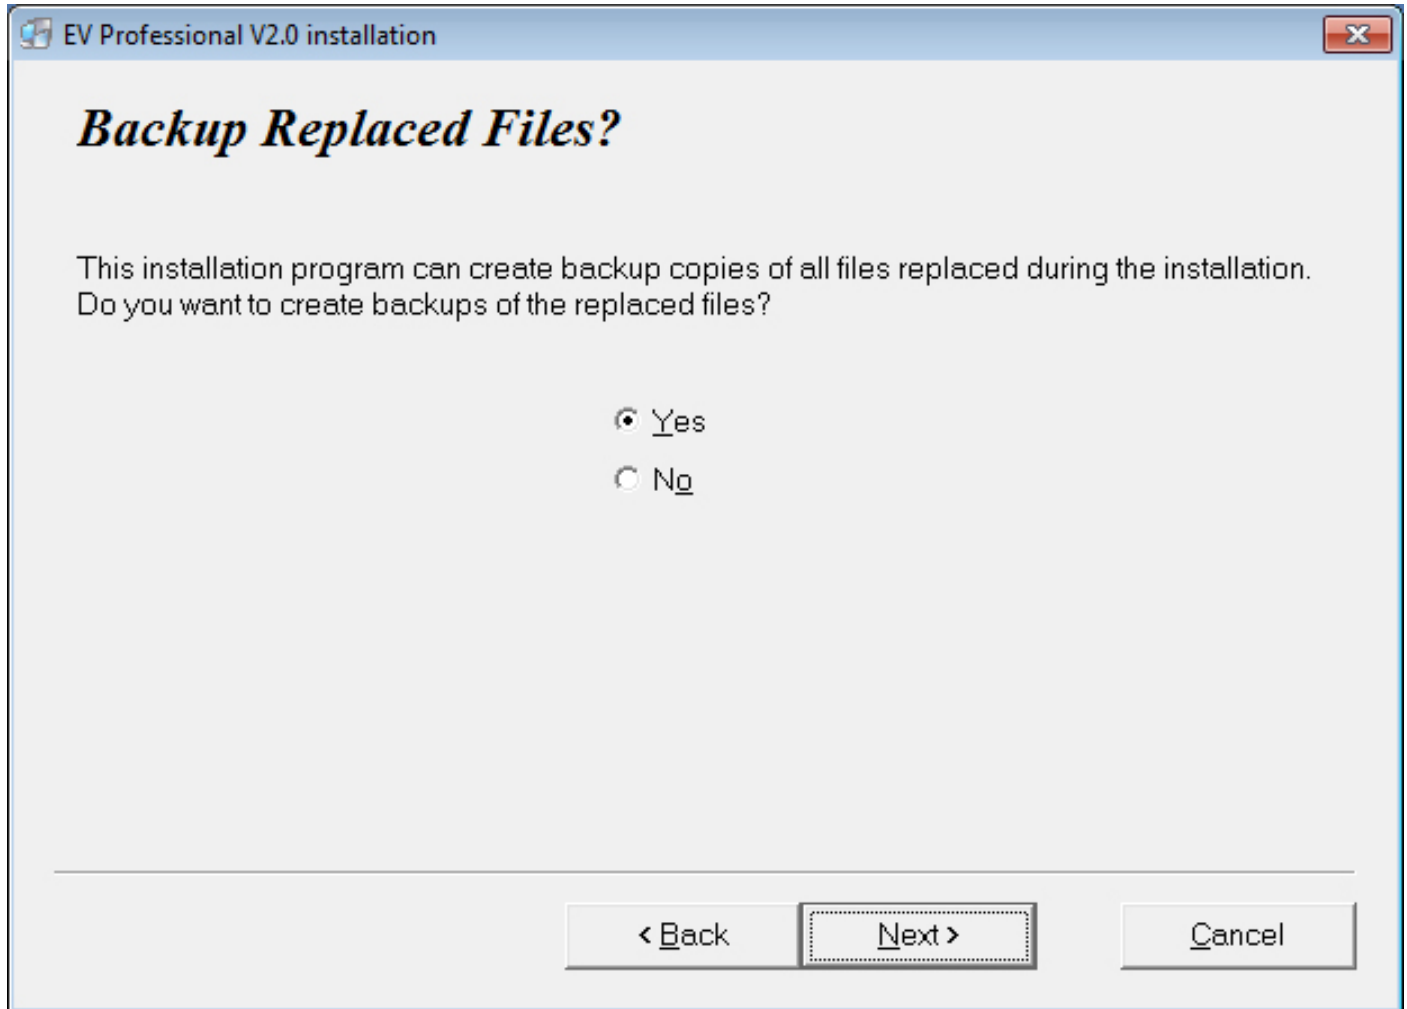 EV Professional V2.0 installation
Backup Replaced Files?
This installation program can create backup copies of all files replaced during the installation.
Do you want to create backups of the replaced files?
Yes
No
< Back Next > Cancel